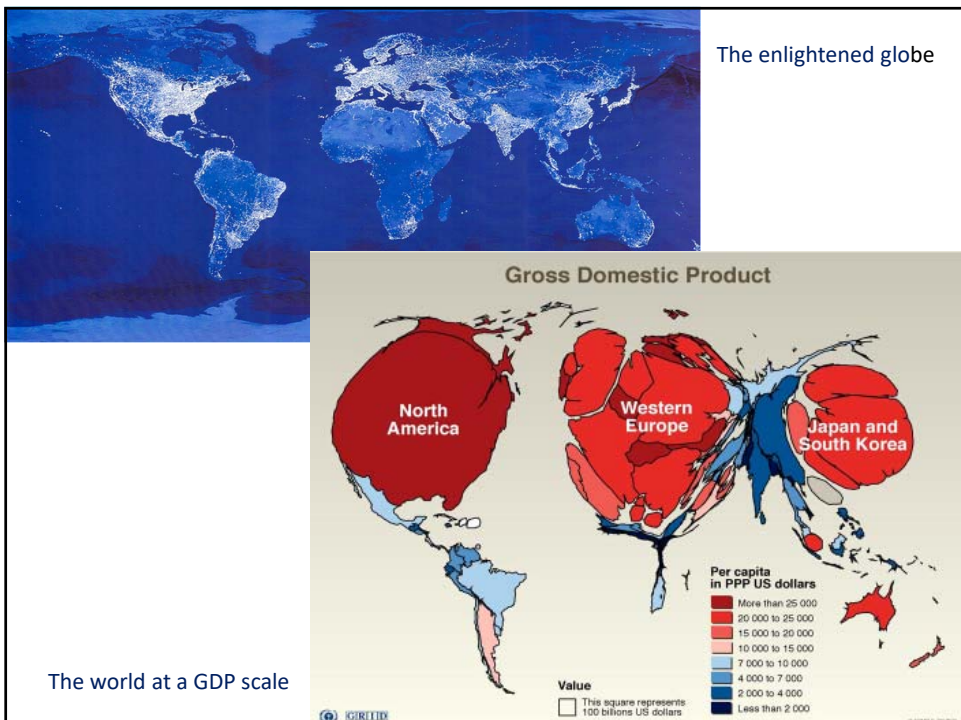 The enlightened globe
Gross Domestic Product
North
America
Western
Europe
Japan and
South Korea
Per capita
in PPP US dollars
More than 25 000
20 000 to 25 000
15 000 to 20 000
10 000 to 15 000
7 000 to 10 000
4 000 to 7 000
2 000 to 4 000
Less than 2 000
Value
This square represents
100 billions US dollars
The world at a GDP scale
G R I D